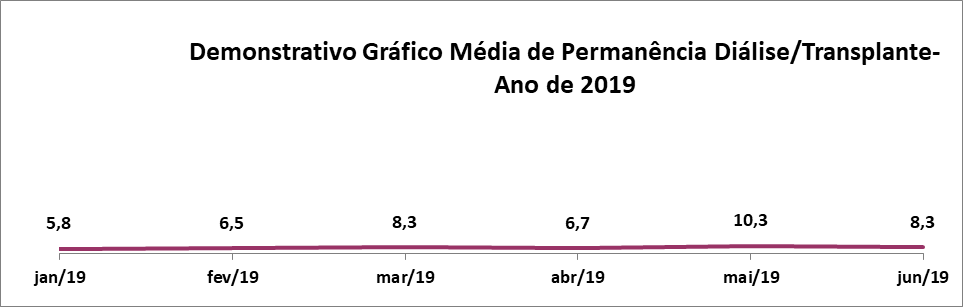 Demonstrativo Gráfico Média de Permanência Diálise/Transplante-
Ano de 2019
5,8 6,5 8,3 6,7 10,3 8,3
jan/19 fev/19 mar/19 abr/19 mai/19 jun/19